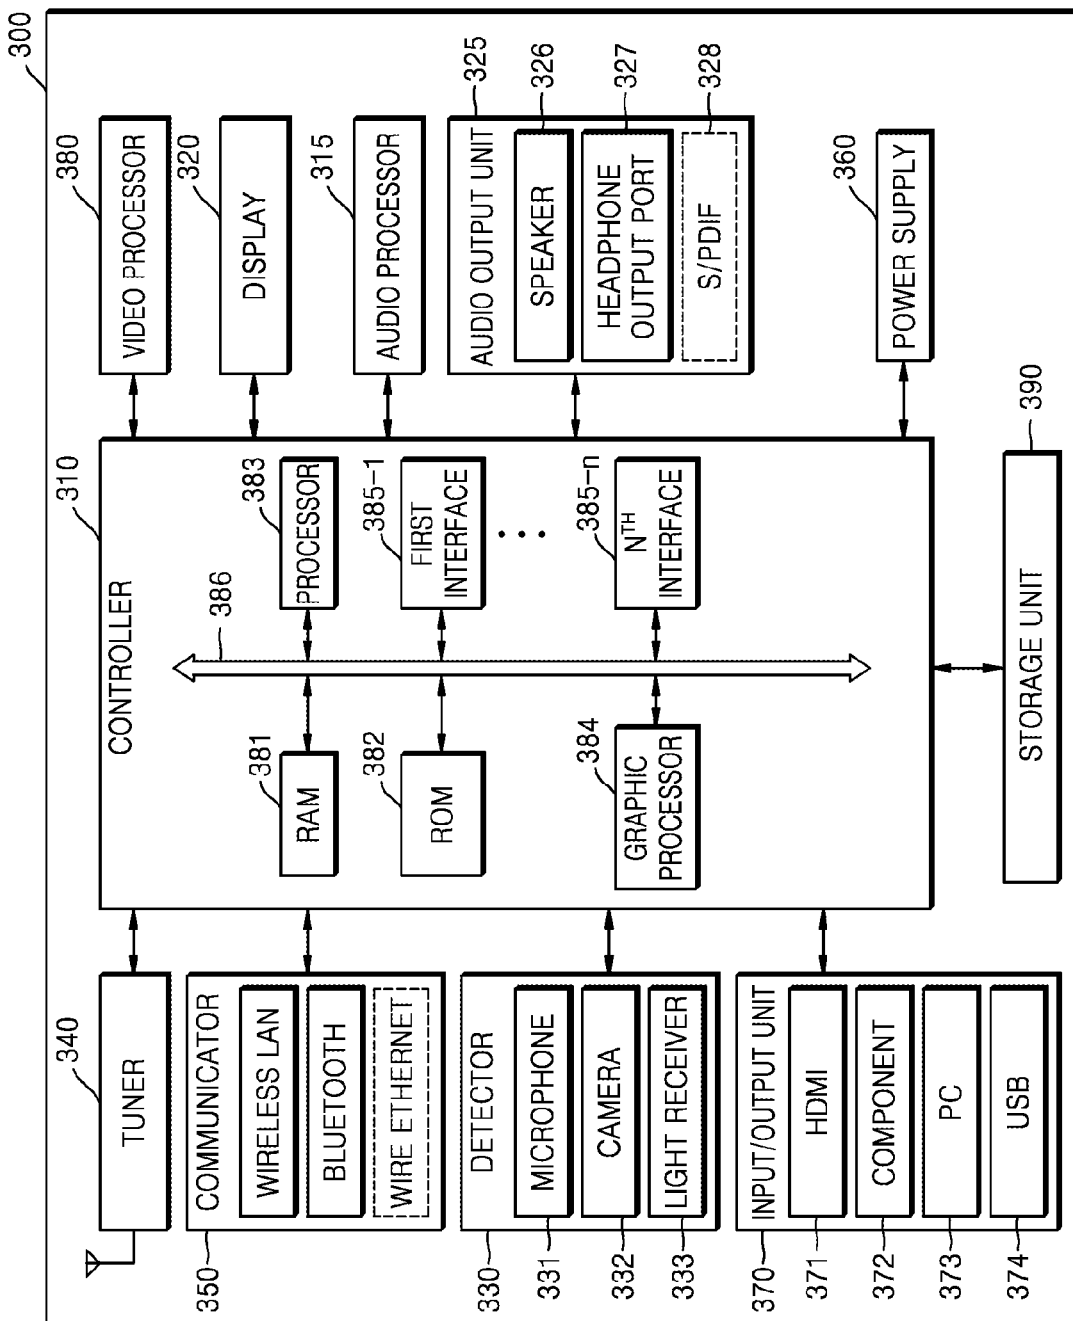 300
340
TUNER
COMMUNICATOR
WIRELESS LAN
BLUETOOTH
WIRE ETHERNET
350
DETECTOR
MICROPHONE
CAMERA
LIGHT RECEIVER
330
331
332
333
INPUT/OUTPUT UNIT
HDMI
COMPONENT
PC
USB
370
371
372
373
374
310
CONTROLLER
386
381
RAM
382
ROM
384
GRAPHIC
PROCESSOR
383
PROCESSOR
385-1
FIRST
INTERFACE
385-n
NTH
INTERFACE
380
VIDEO PROCESSOR
320
DISPLAY
315
AUDIO PROCESSOR
325
AUDIO OUTPUT UNIT
326
SPEAKER
327
HEADPHONE
OUTPUT PORT
328
S/PDIF
360
POWER SUPPLY
390
STORAGE UNIT